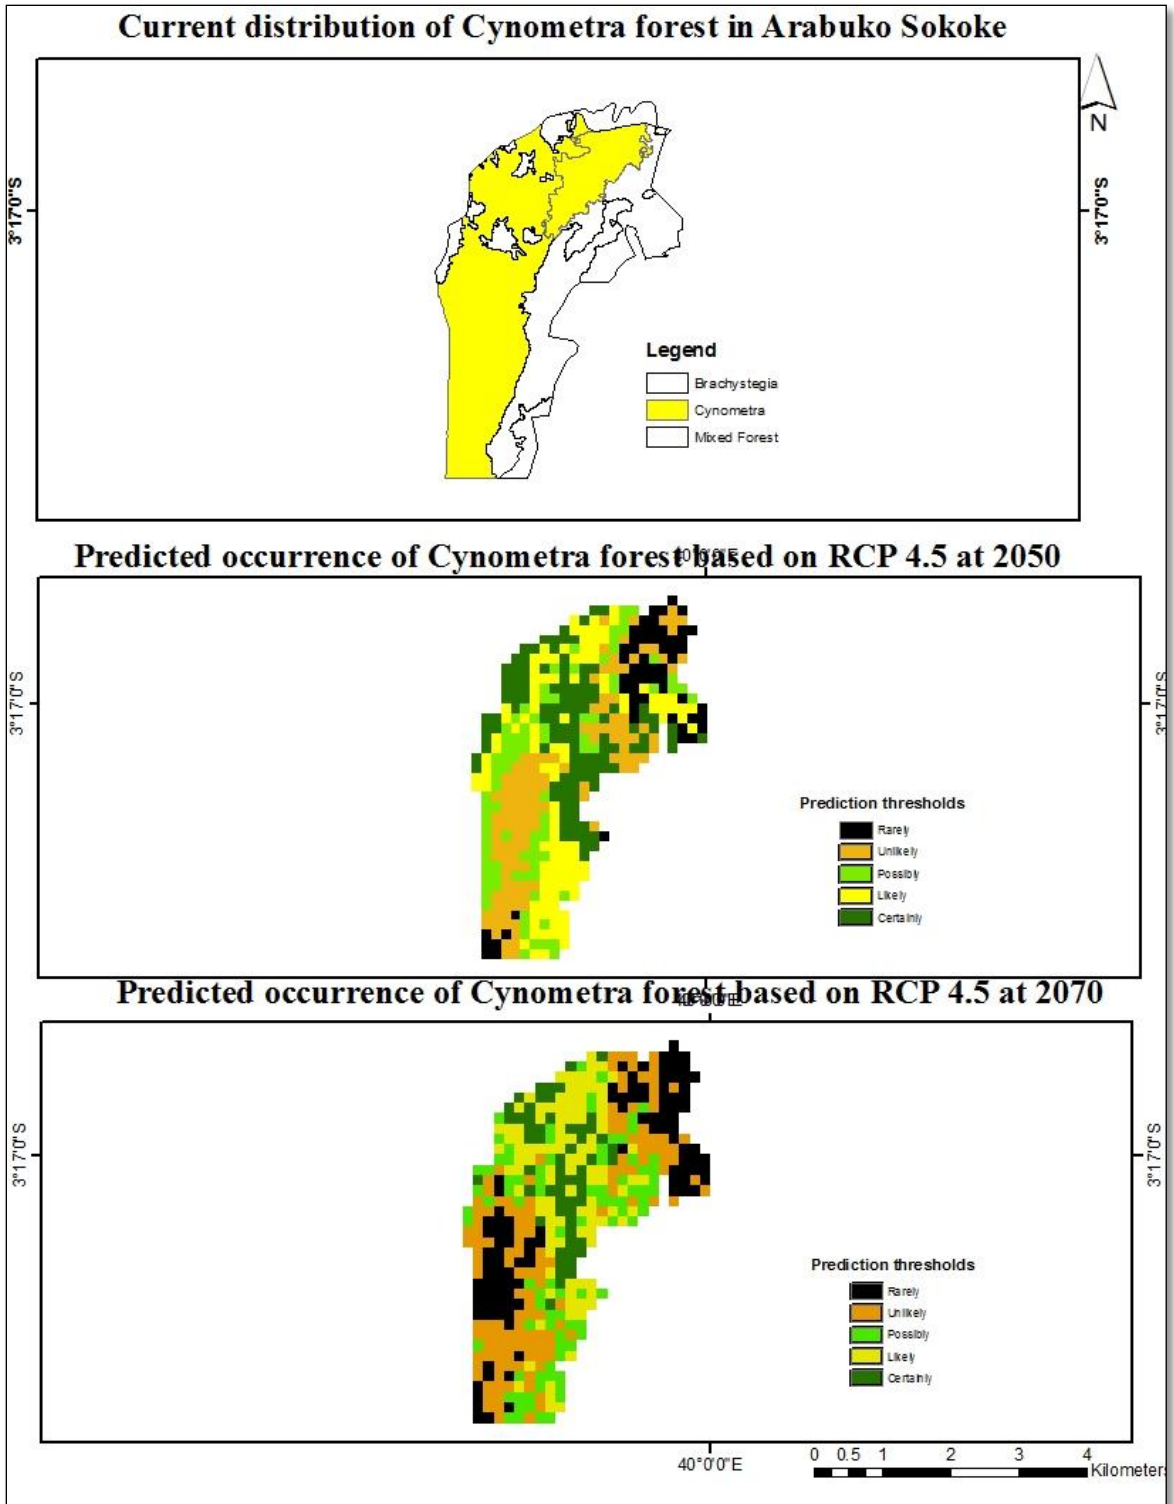 Current distribution of Cynometra forest in Arabuko Sokoke
N
3°17'0"S
3°17'0"S
Legend
Brachystegia
Cynometra
Mixed Forest
Predicted occurrence of Cynometra forest based on RCP 4.5 at 2050
3°17'0"S
3°17'0"S
Prediction thresholds
Rarely
Unlikely
Possibly
Likely
Certainly
Predicted occurrence of Cynometra forest based on RCP 4.5 at 2070
3°17'0"S
3°17'0"S
Prediction thresholds
Rarely
Unlikely
Possibly
Likely
Certainly
40°0'0"E
0 0.5 1 2 3 4
Kilometers